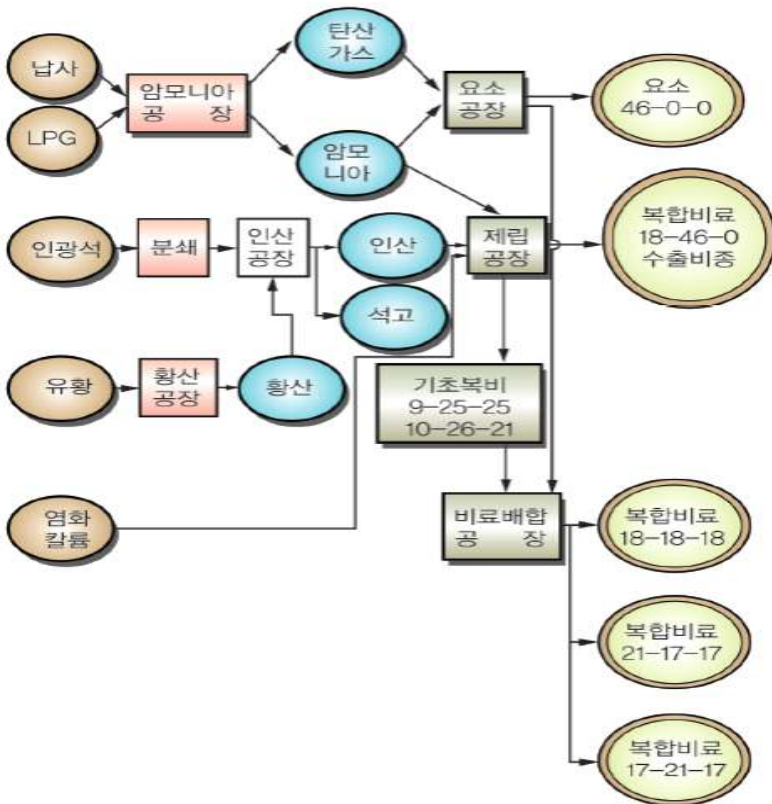 납사
LPG
암모니아
공 장
탄산
가스
암모
니아
요소
공장
요소
46-0-0
인광석
분쇄
인산
공장
인산
석고
제립
공장
복합비료
18-46-0
수출비종
유황
황산
공장
황산
기초복비
9-25-25
10-26-21
염화
칼륨
비료배합
공 장
복합비료
18-18-18
복합비료
21-17-17
복합비료
17-21-17